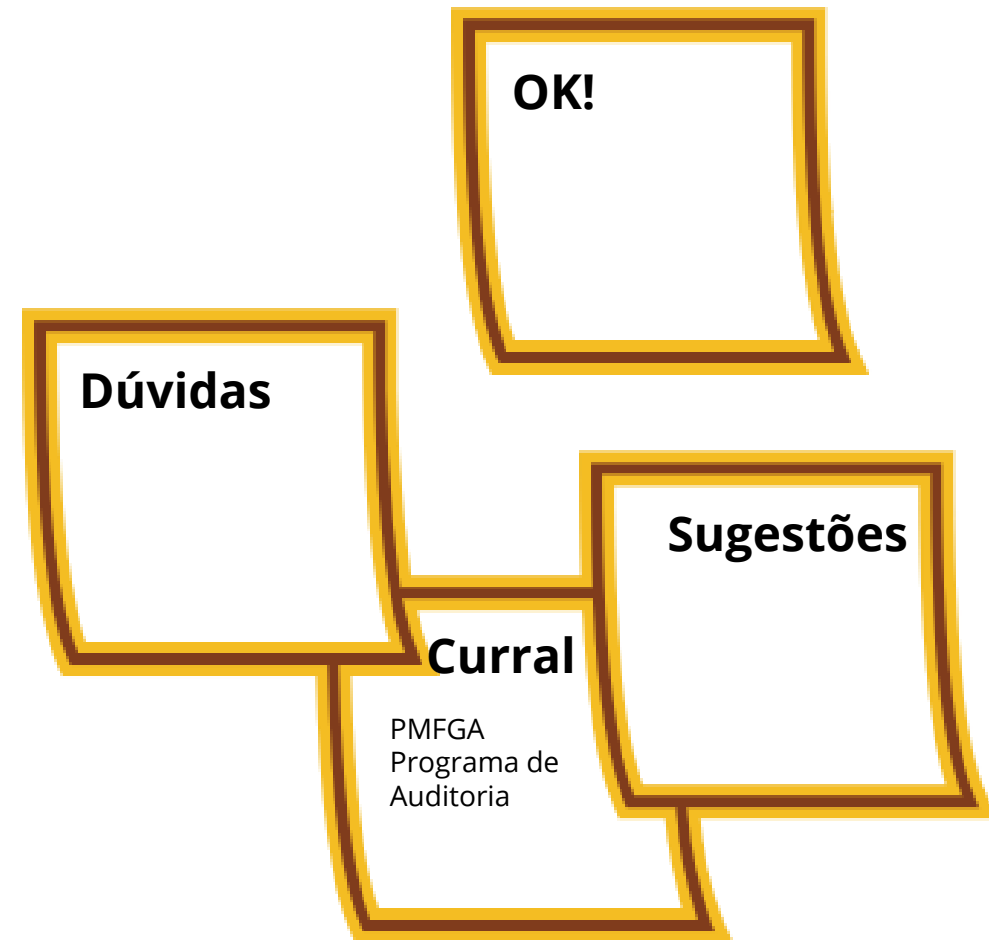 OK!
Dúvidas
Sugestões
Curral
PMFGA
Programa de
Auditoria